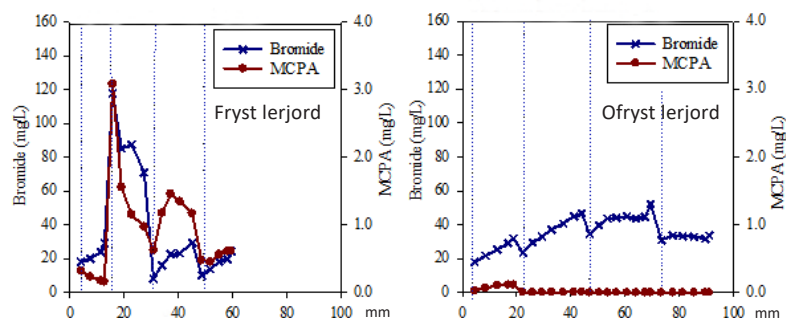 160
140
120
100
80
60
40
20
0
Bromide (mg/L)
4.0
3.0
2.0
1.0
0.0
MCPA (mg/L)
Bromide
MCPA
Fryst lerjord
0 20 40 60 80 100 mm
160
140
120
100
80
60
40
20
0
Bromide (mg/L)
4.0
3.0
2.0
1.0
0.0
MCPA (mg/L)
Bromide
MCPA
Ofryst lerjord
0 20 40 60 80 100 mm